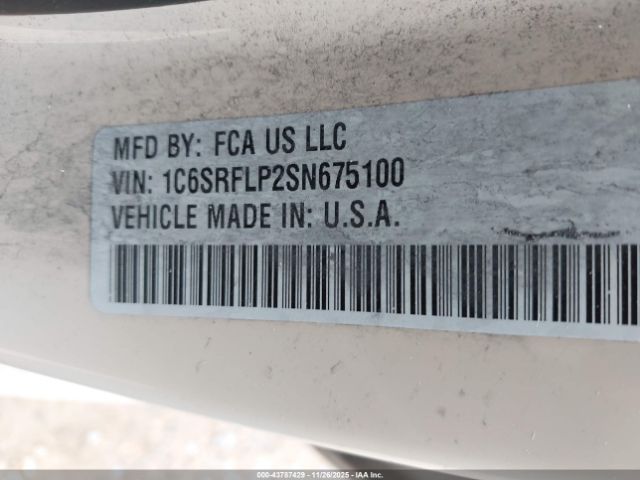 MFD BY: FCA US LLC
VIN: 1C6SRFLP2SN675100
VEHICLE MADE IN: U.S.A.
000-43787429 - 11/26/2025 - IAA Inc.